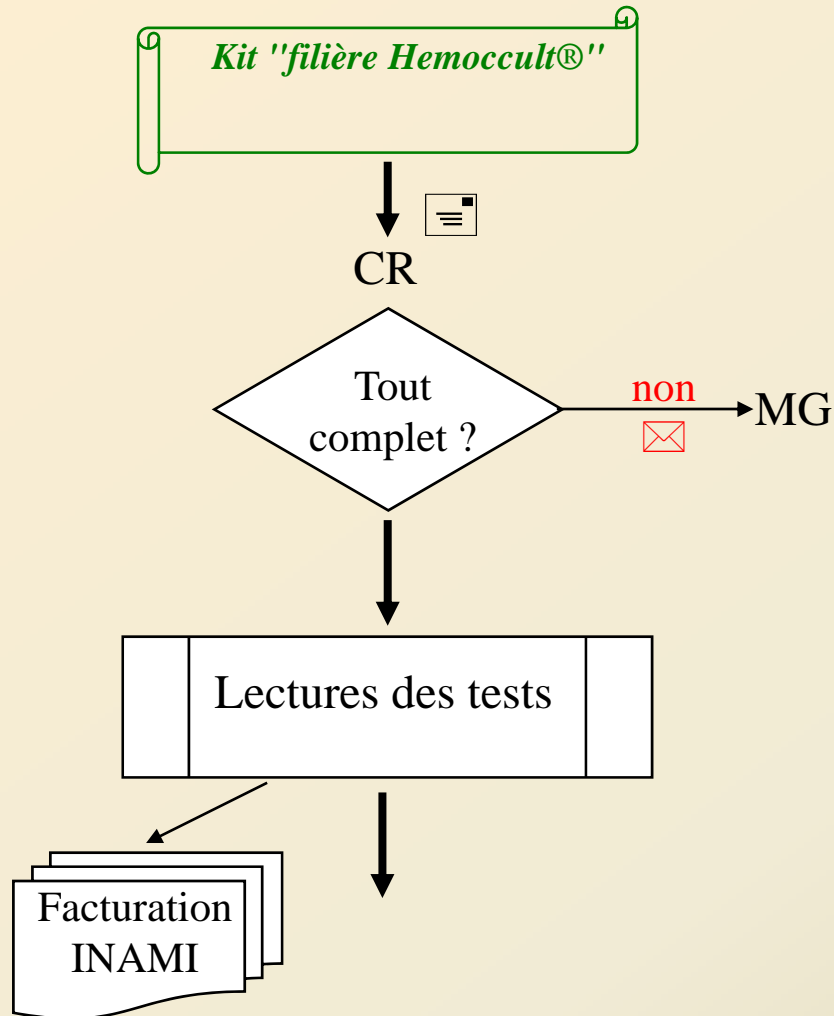 Kit "filière Hemoccult®"
CR
Tout
complet ?
non
MG
Lectures des tests
Facturation
INAMI